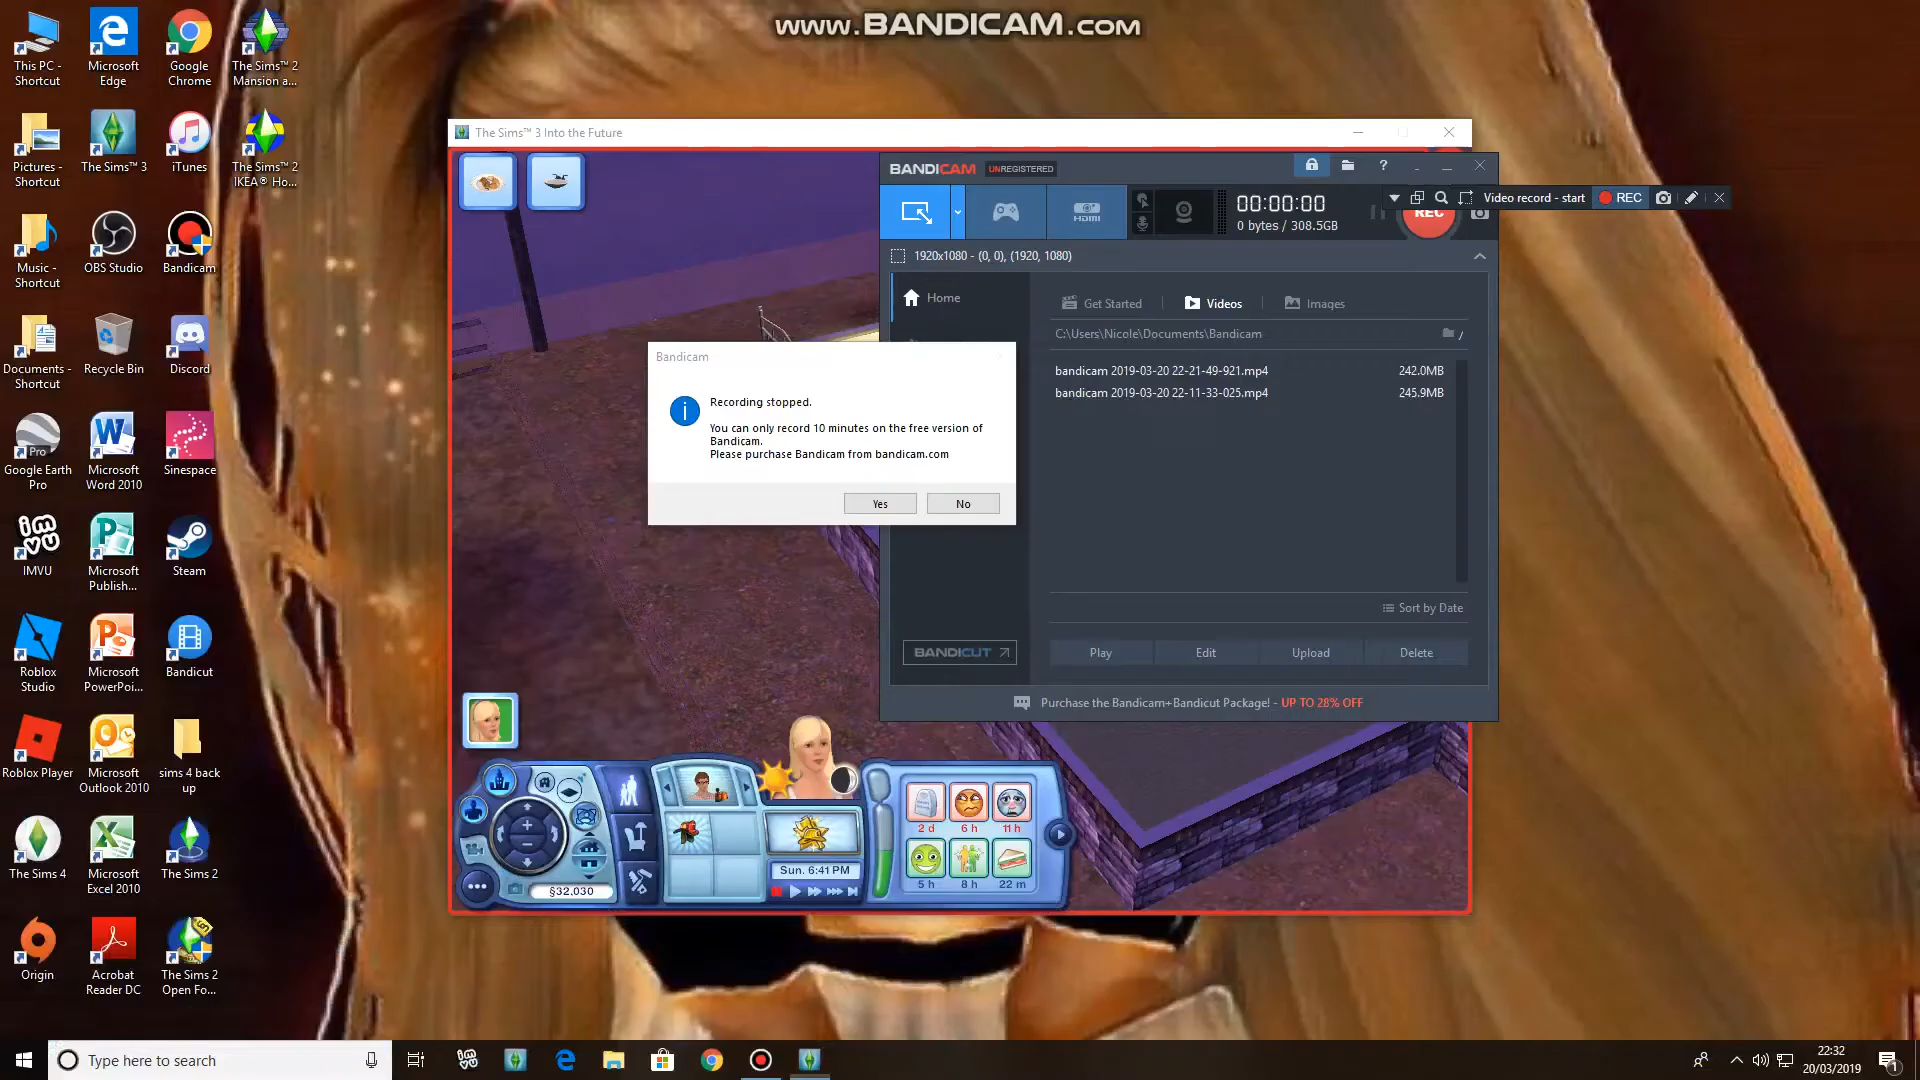 www.BANDICAM.com
This PC -
Shortcut
Microsoft
Edge
Google
Chrome
The Sims™ 2
Mansion a...
Pictures -
Shortcut
The Sims™ 3
iTunes
The Sims™ 2
IKEA® Ho...
Music -
Shortcut
OBS Studio
Bandicam
Documents -
Shortcut
Recycle Bin
Discord
Pro
Google Earth
Pro
Microsoft
Word 2010
Sinespace
IMVU
Microsoft
Publish...
Steam
Roblox
Studio
Microsoft
PowerPoi...
Bandicut
Roblox Player
Microsoft
Outlook 2010
sims 4 back
up
The Sims 4
Microsoft
Excel 2010
The Sims 2
Origin
Acrobat
Reader DC
The Sims 2
Open Fo...
The Sims™ 3 Into the Future
BANDICAM UNREGISTERED
?
HDMI
00:00:00
0 bytes / 308.5GB
REC
Video record - start
REC
1920x1080 - (0, 0), (1920, 1080)
Home
Get Started
Videos
Images
C:\Users\Nicole\Documents\Bandicam
bandicam 2019-03-20 22-21-49-921.mp4 242.0MB
bandicam 2019-03-20 22-11-33-025.mp4 245.9MB
Sort by Date
BANDICUT
Play Edit Upload Delete
Purchase the Bandicam+Bandicut Package! - UP TO 28% OFF
Bandicam
Recording stopped.
You can only record 10 minutes on the free version of
Bandicam.
Please purchase Bandicam from bandicam.com
Yes No
§32,030
Sun. 6:41 PM
2 d 6 h 11 h
5 h 8 h 22 m
Type here to search
22:32
20/03/2019
1